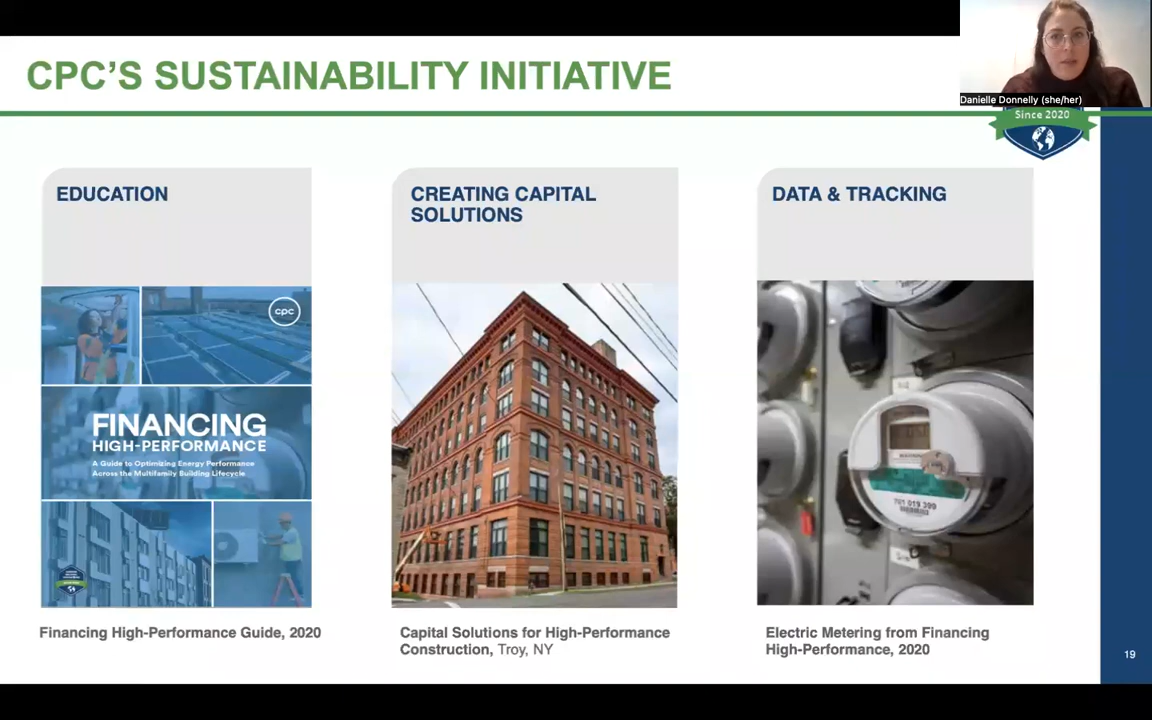 CPC'S SUSTAINABILITY INITIATIVE
Danielle Donnelly (she/her)
Since 2020
EDUCATION
cpc
FINANCING
HIGH-PERFORMANCE
A Guide to Optimizing Energy Performance
Across the Multifamily Building Lifecycle
Financing High-Performance Guide, 2020
CREATING CAPITAL
SOLUTIONS
Capital Solutions for High-Performance
Construction, Troy, NY
DATA & TRACKING
Electric Metering from Financing
High-Performance, 2020
19